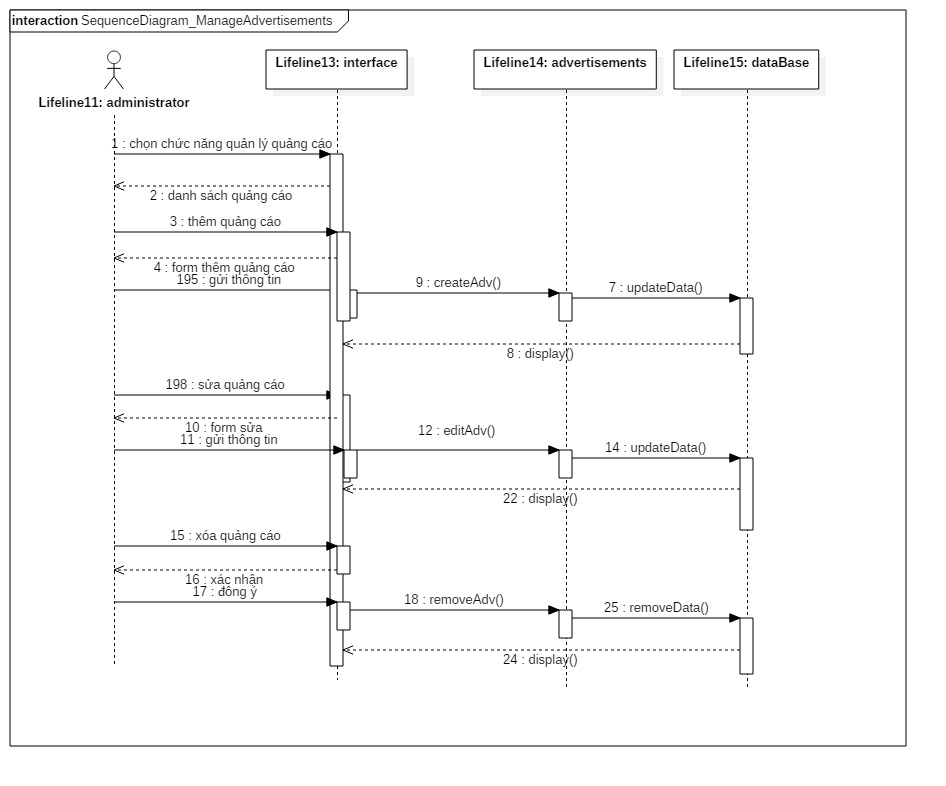 interaction SequenceDiagram_ManageAdvertisements
Lifeline13: interface
Lifeline14: advertisements
Lifeline15: dataBase
Lifeline11: administrator
1 : chọn chức năng quản lý quảng cáo
2 : danh sách quảng cáo
3 : thêm quảng cáo
4 : form thêm quảng cáo
195 : gửi thông tin
9 : createAdv()
7 : updateData()
8 : display()
198 : sửa quảng cáo
10 : form sửa
11 : gửi thông tin
12 : editAdv()
14 : updateData()
22 : display()
15 : xóa quảng cáo
16 : xác nhận
17 : đông ý
18 : removeAdv()
25 : removeData()
24 : display()